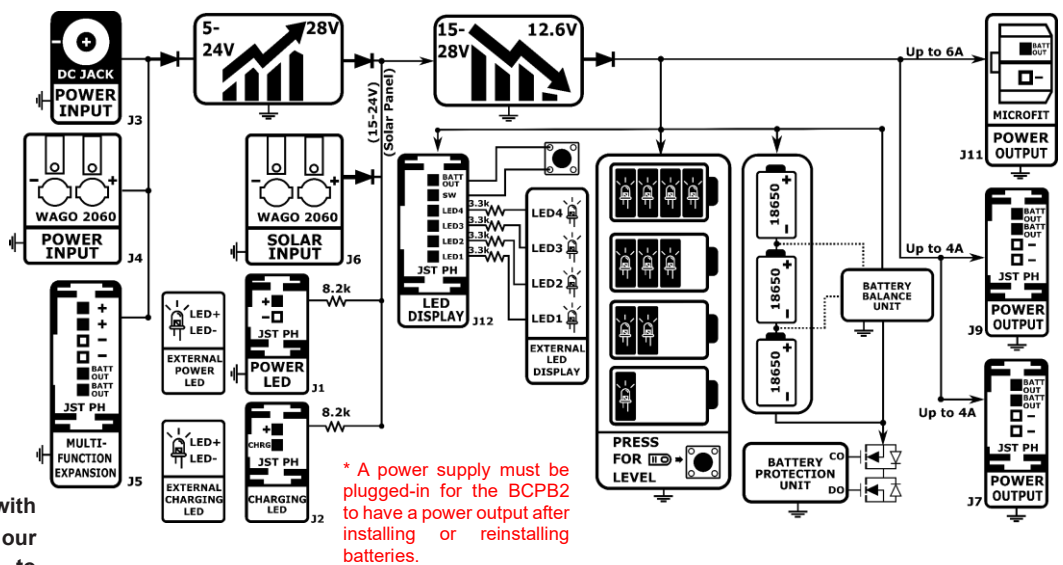 DC JACK
POWER
INPUT
J3
5-
24V
28V
15-
28V
12.6V
(15-24V)
(Solar Panel)
Up to 6A
BATT
OUT
-
MICROFIT
POWER
OUTPUT
J11
- +
WAGO 2060
POWER
INPUT
J4
- +
WAGO 2060
SOLAR
INPUT
J6
BATT
OUT
SW
LED4
LED3
LED2
LED1
JST PH
LED
DISPLAY
J12
3.3k
3.3k
3.3k
3.3k
LED4
LED3
LED2
LED1
EXTERNAL
LED
DISPLAY
PRESS
FOR
LEVEL
+
18650
-
+
18650
-
+
18650
-
BATTERY
BALANCE
UNIT
BATTERY
PROTECTION
UNIT
CO
DO
Up to 4A
BATT
OUT
BATT
OUT
-
-
JST PH
POWER
OUTPUT
J9
Up to 4A
BATT
OUT
BATT
OUT
-
-
JST PH
POWER
OUTPUT
J7
+
+
-
-
BATT
OUT
BATT
OUT
JST PH
MULTI-
FUNCTION
EXPANSION
J5
LED+
LED-
EXTERNAL
POWER
LED
+
-
JST PH
POWER
LED
J1
8.2k
LED+
LED-
EXTERNAL
CHARGING
LED
+
CHRG
JST PH
CHARGING
LED
J2
8.2k
* A power supply must be
plugged-in for the BCPB2
to have a power output after
installing or reinstalling
batteries.
with
our